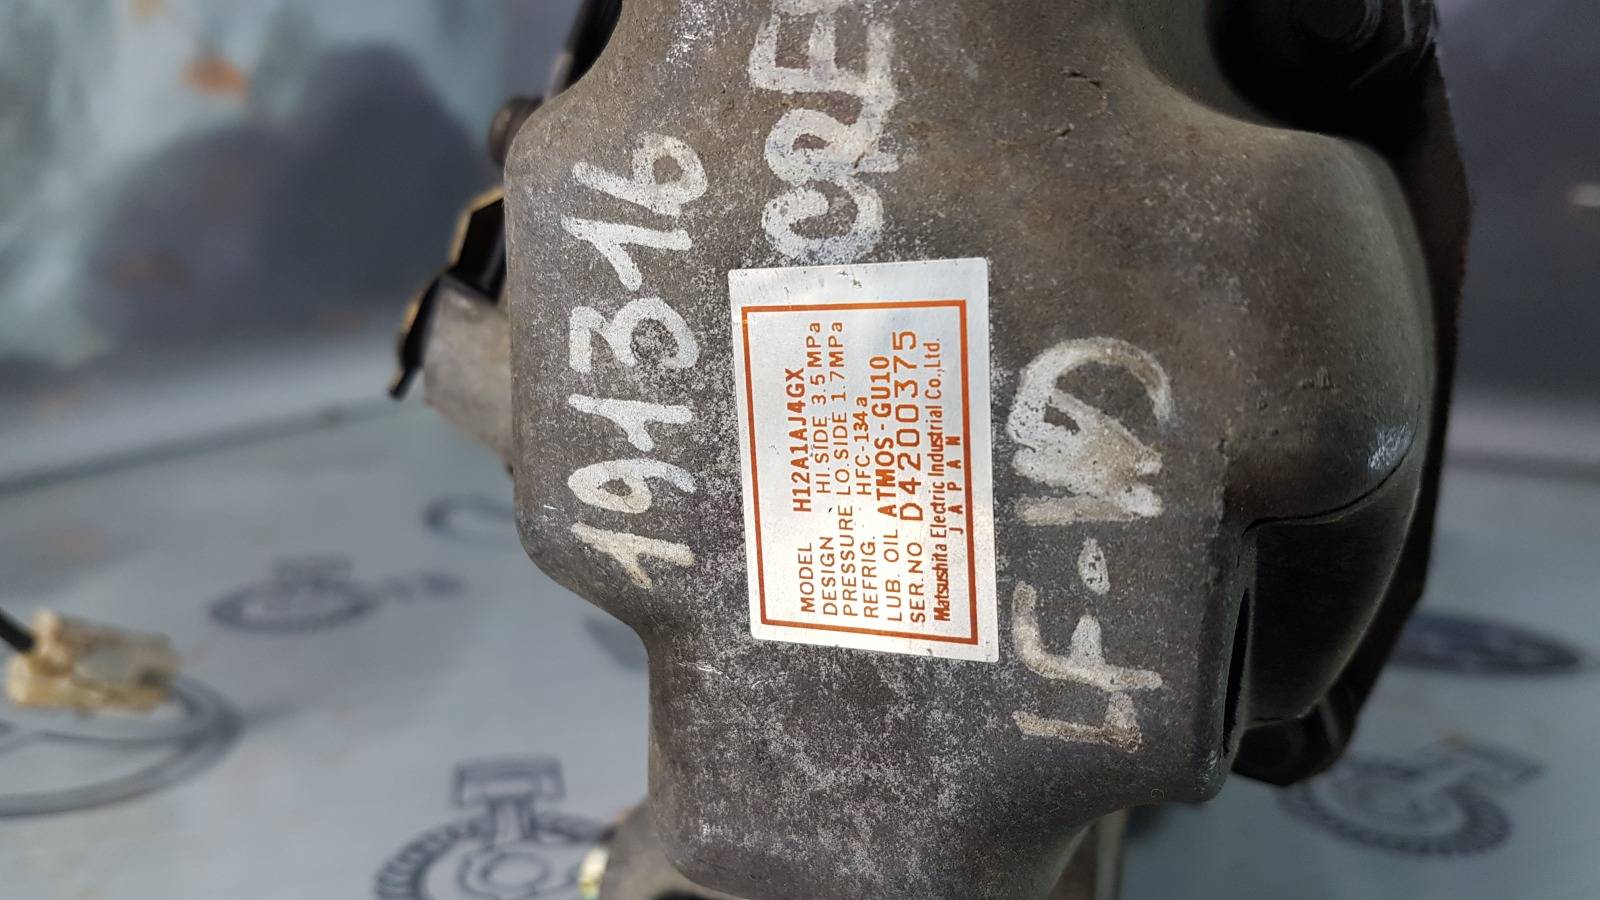 191316
CRE
MODEL H12A1AJ4GX
DESIGN HI.SIDE 3.5 MPa
PRESSURE LO.SIDE 1.7MPa
REFRIG. HFC-134a
LUB. OIL ATMOS-GU10
SER.NO D4200375
Matsushita Electric Industrial Co.,Ltd.
JAPAN
LF-WD